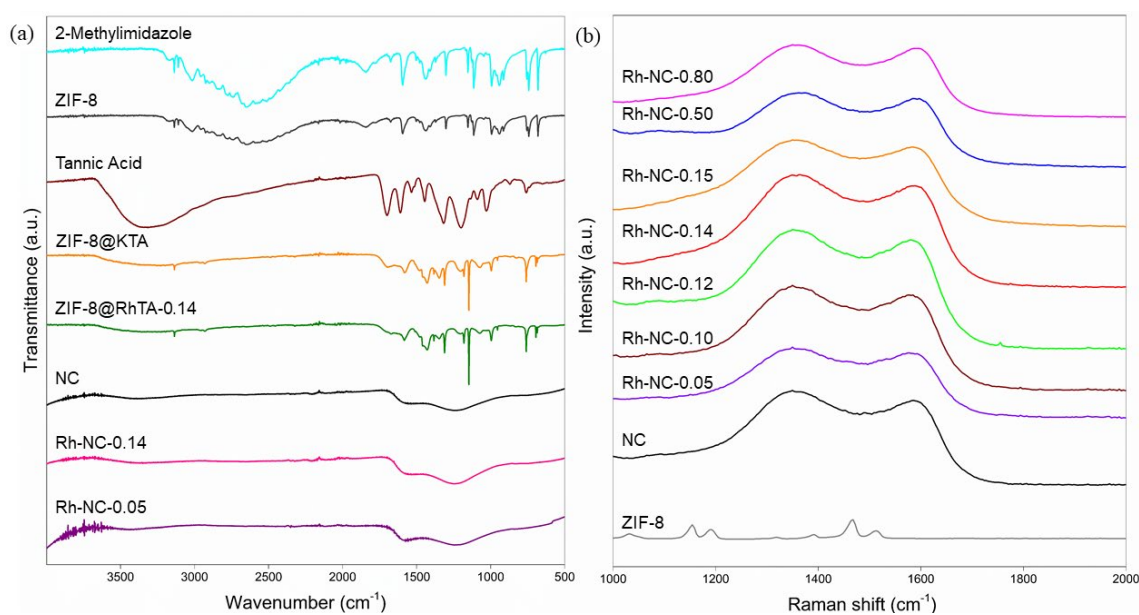 (a)
2-Methylimidazole
ZIF-8
Tannic Acid
ZIF-8@KTA
ZIF-8@RhTA-0.14
NC
Rh-NC-0.14
Rh-NC-0.05
Transmittance (a.u.)
3500 3000 2500 2000 1500 1000 500
Wavenumber (cm⁻¹)
(b)
Rh-NC-0.80
Rh-NC-0.50
Rh-NC-0.15
Rh-NC-0.14
Rh-NC-0.12
Rh-NC-0.10
Rh-NC-0.05
NC
ZIF-8
Intensity (a.u.)
1000 1200 1400 1600 1800 2000
Raman shift (cm⁻¹)